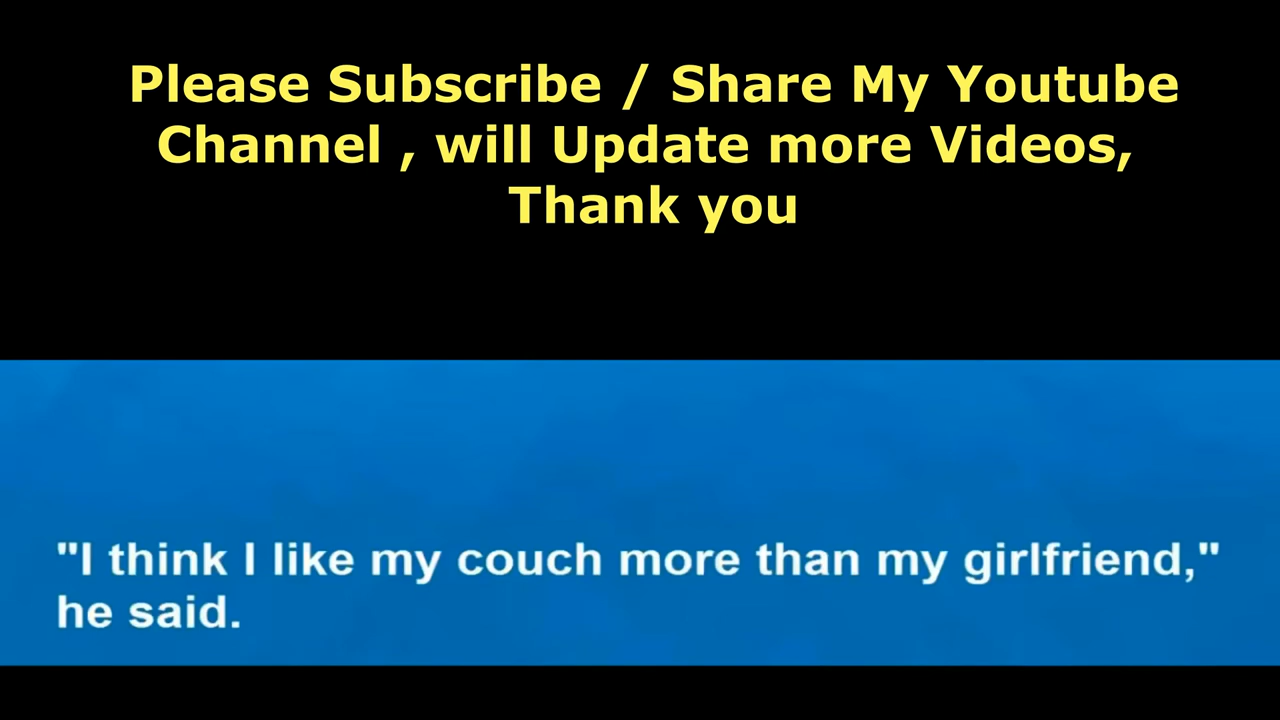 Please Subscribe / Share My Youtube
Channel , will Update more Videos,
Thank you
"I think I like my couch more than my girlfriend,"
he said.